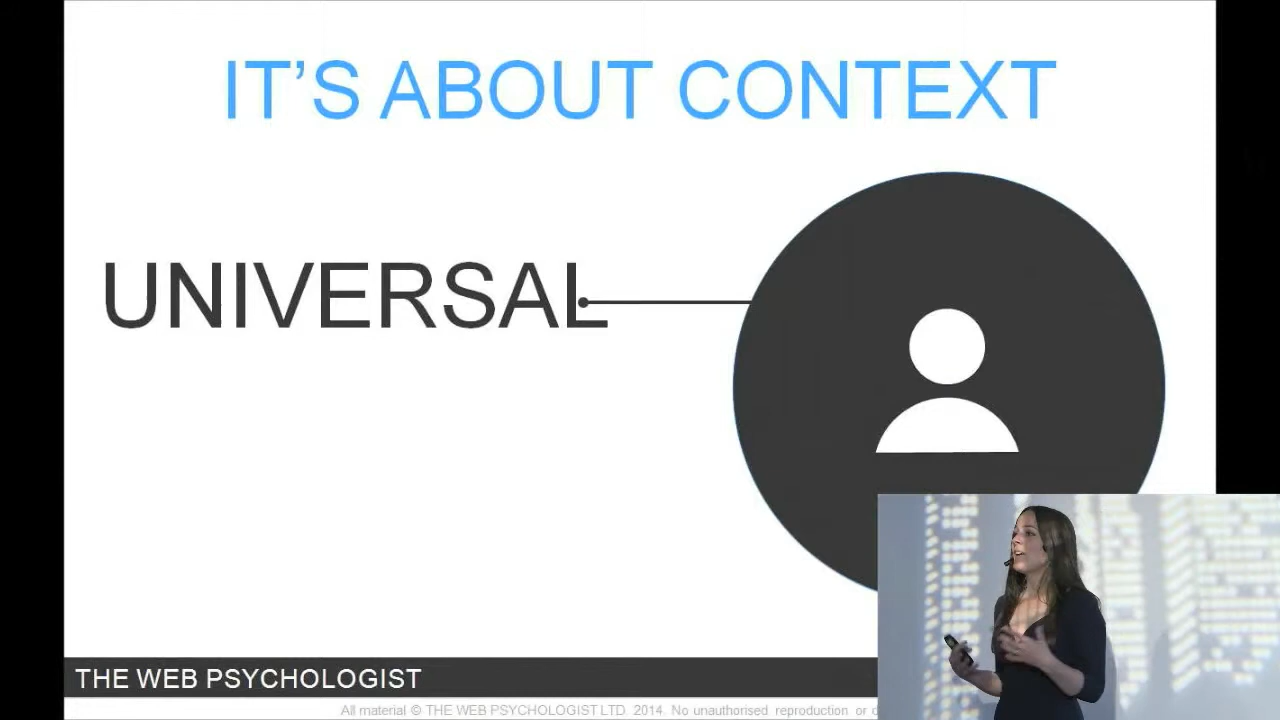 IT'S ABOUT CONTEXT
UNIVERSAL
THE WEB PSYCHOLOGIST
All material © THE WEB PSYCHOLOGIST LTD. 2014. No unauthorised reproduction or